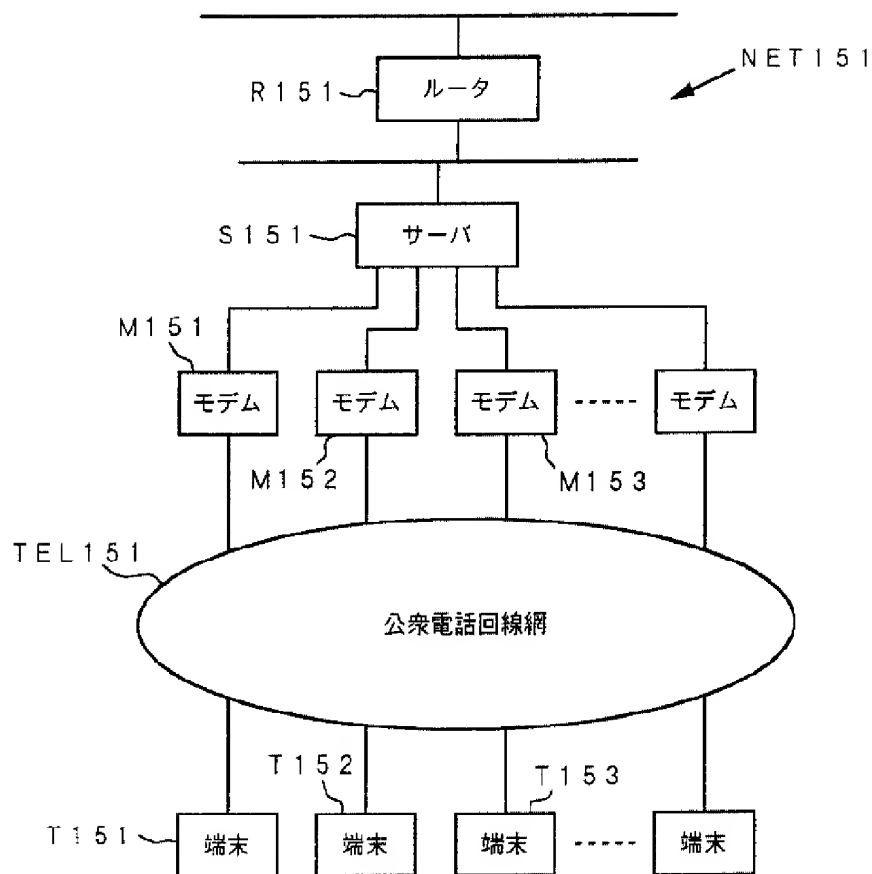 NET151
R151
ルータ
S151
サーバ
M151
モデム
モデム
モデム
モデム
M152
M153
TEL151
公衆電話回線網
T152
T153
T151
端末
端末
端末
端末